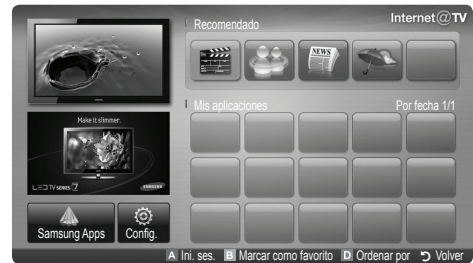 Internet@TV
Recomendado
NEWS
Mis aplicaciones Por fecha 1/1
Make it slimmer.
LED TV SERIES 7 SAMSUNG
Samsung Apps Config.
A Ini. ses. B Marcar como favorito D Ordenar por Volver